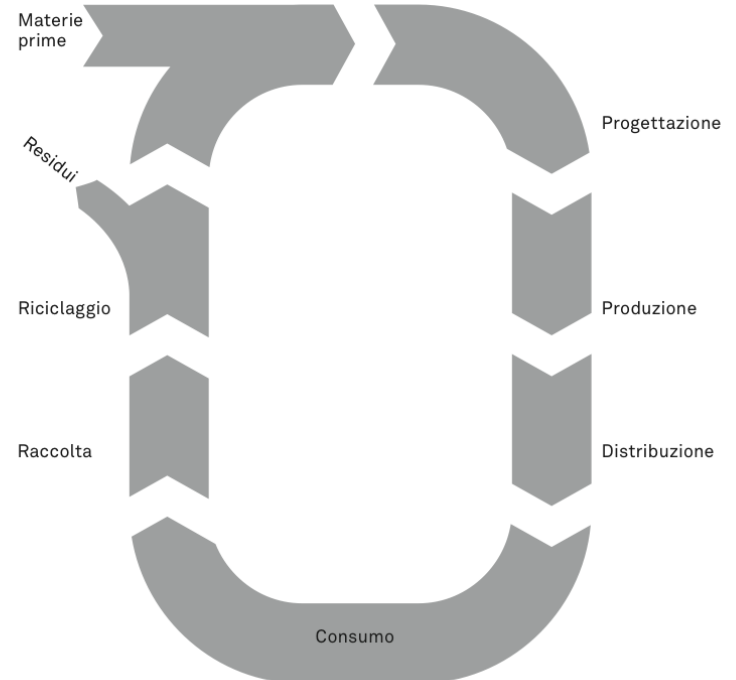 Materie
prime
Progettazione
Residui
Riciclaggio
Produzione
Raccolta
Distribuzione
Consumo